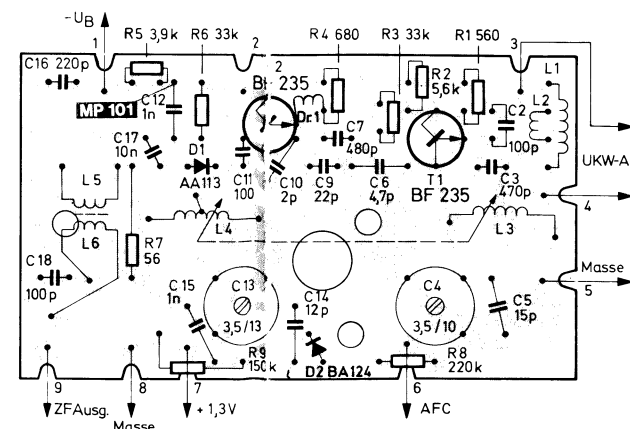 -UB
R5 3,9k
R6 33k
R4 680
R3 33k
R1 560
1
2
3
C16 220p
2
BF 235
R2
5,6k
L1
MP 101
C12
1n
Dr.1
L2
C2
100p
C17
10n
D1
C7
480p
UKW-A
AA113
C11
100
C10
2p
C9
22p
C6
4,7p
T1
BF 235
C3
470p
L5
4
L6
L4
L3
R7
56
C18
100p
C15
1n
C13
3,5/13
C14
12p
C4
3,5/10
Masse
5
C5
15p
R9
150k
R8
220k
D2 BA124
9
8
7
6
ZFAusg.
Masse
+1,3V
AFC